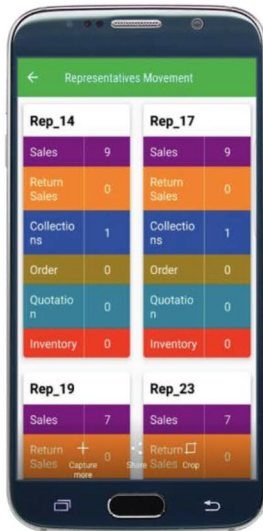 Representatives Movement
Rep_14
Sales 9
Return
Sales 0
Collectio
ns 1
Order 0
Quotatio
n 0
Inventory 0
Rep_17
Sales 9
Return
Sales 0
Collectio
ns 1
Order 0
Quotatio
n 0
Inventory 0
Rep_19
Sales 7
Return
Sales 0
Rep_23
Sales 7
Return
Sales 0
Capture
more
Share
Crop